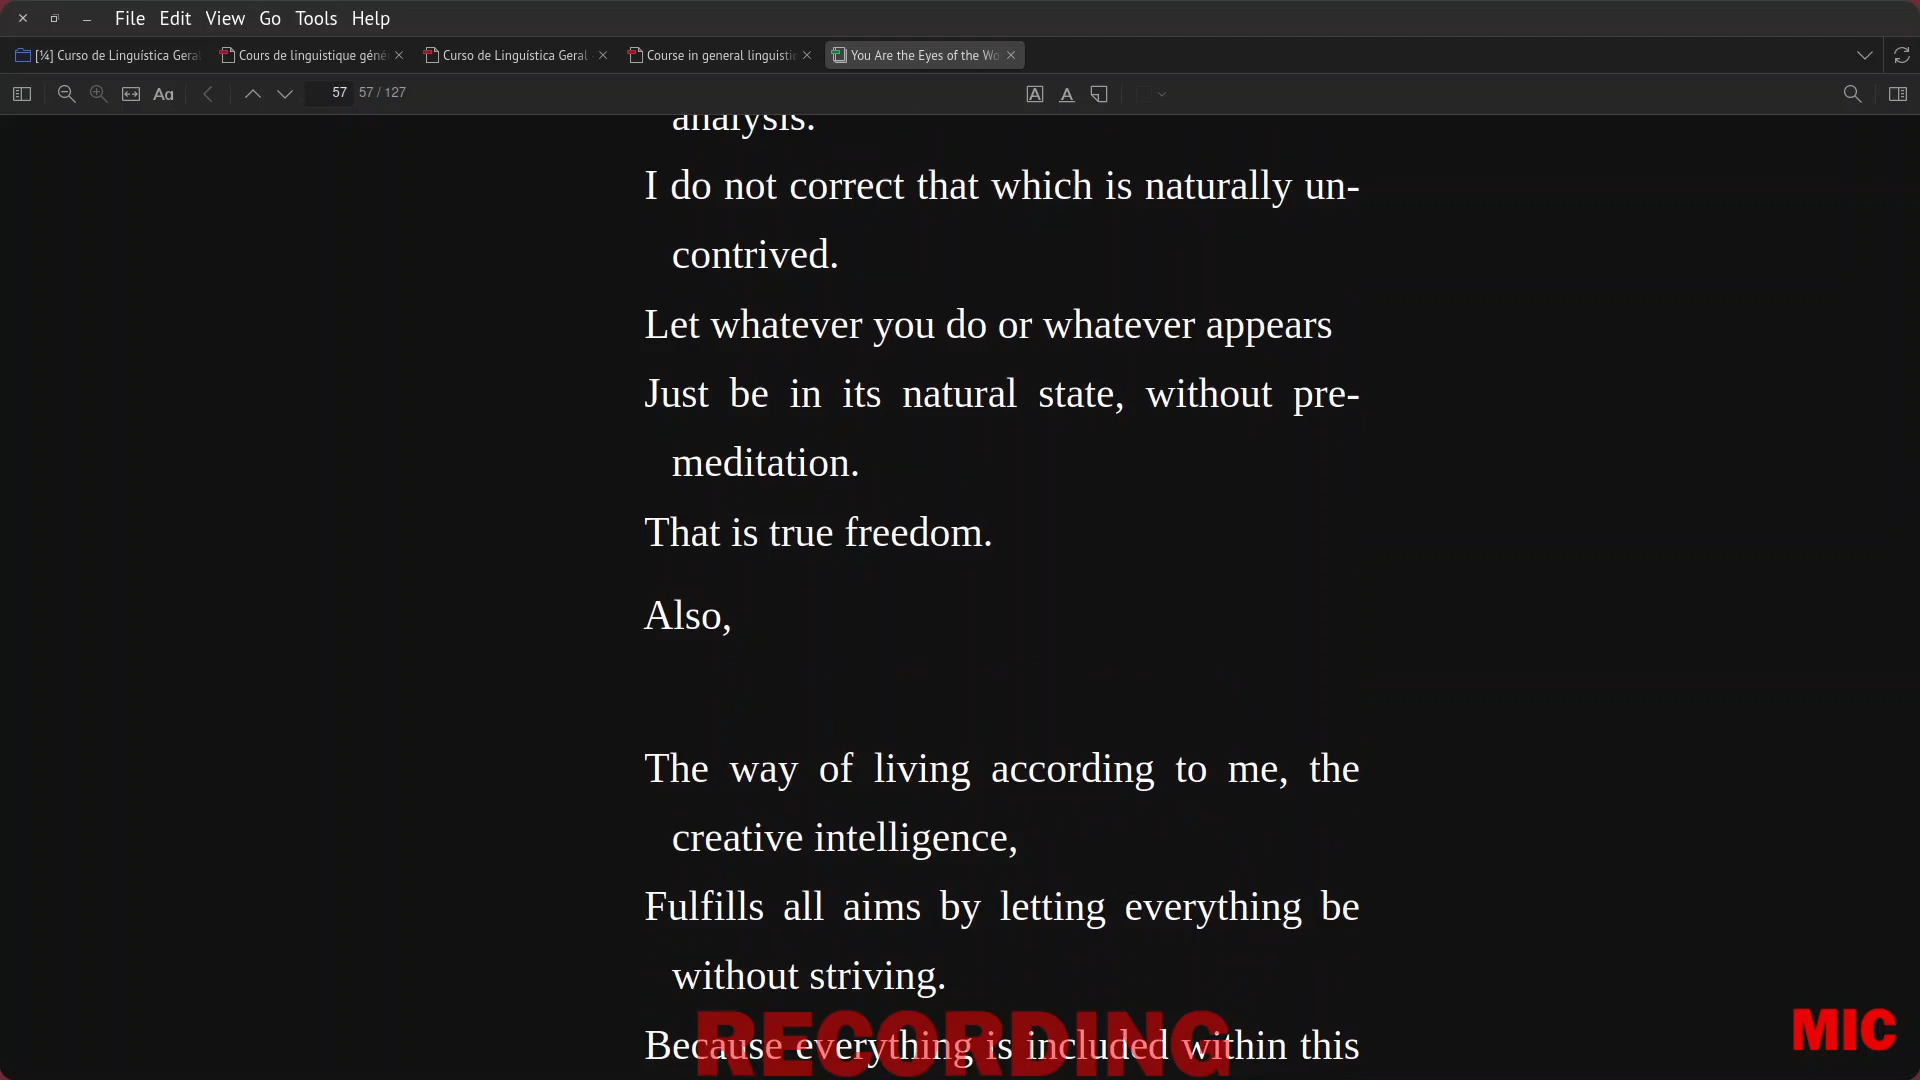 File Edit View Go Tools Help
[¼] Curso de Linguística Geral
Cours de linguistique géné
Curso de Linguística Geral
Course in general linguistic
You Are the Eyes of the Wo
Aa
57
57 / 127
A
A
analysis.
I do not correct that which is naturally un-
contrived.
Let whatever you do or whatever appears
Just be in its natural state, without pre-
meditation.
That is true freedom.
Also,
The way of living according to me, the
creative intelligence,
Fulfills all aims by letting everything be
without striving.
Because everything is included within this
RECORDING
MIC